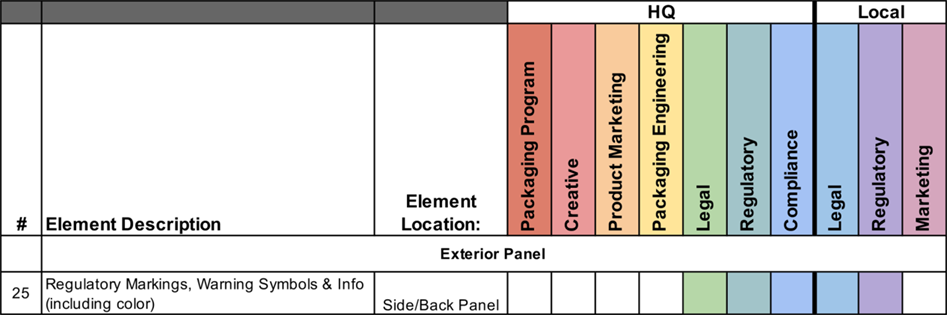 HQ Local
Packaging Program
Creative
Product Marketing
Packaging Engineering
Legal
Regulatory
Compliance
Legal
Regulatory
Marketing
# Element Description Element
Location:
Exterior Panel
25 Regulatory Markings, Warning Symbols & Info
(including color) Side/Back Panel